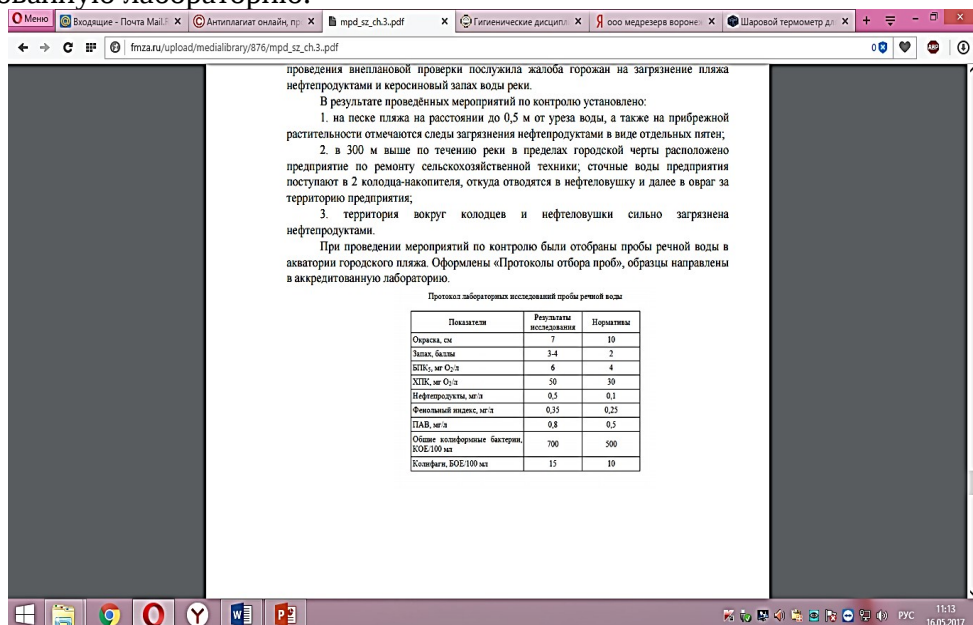 ованную лабораторию.
Меню
Входящие - Почта Mail.F
Антиплагиат онлайн, пр
mpd_sz_ch.3..pdf
Гигиенические дисципл
ооо медрезерв воронеж
Шаровой термометр дл
fmza.ru/upload/medialibrary/876/mpd_sz_ch.3..pdf
0
ABP
проведения внеплановой проверки послужила жалоба горожан на загрязнение пляжа
нефтепродуктами и керосиновый запах воды реки.
В результате проведённых мероприятий по контролю установлено:
1. на песке пляжа на расстоянии до 0,5 м от уреза воды, а также на прибрежной
растительности отмечаются следы загрязнения нефтепродуктами в виде отдельных пятен;
2. в 300 м выше по течению реки в пределах городской черты расположено
предприятие по ремонту сельскохозяйственной техники; сточные воды предприятия
поступают в 2 колодца-накопителя, откуда отводятся в нефтеловушку и далее в овраг за
территорию предприятия;
3. территория вокруг колодцев и нефтеловушки сильно загрязнена
нефтепродуктами.
При проведении мероприятий по контролю были отобраны пробы речной воды в
акватории городского пляжа. Оформлены «Протоколы отбора проб», образцы направлены
в аккредитованную лабораторию.
Протокол лабораторных исследований пробы речной воды
Показатели Результаты исследования Нормативы
Окраска, см 7 10
Запах, баллы 3-4 2
БПК5, мг О2/л 6 4
ХПК, мг О2/л 50 30
Нефтепродукты, мг/л 0,5 0,1
Фенольный индекс, мг/л 0,35 0,25
ПАВ, мг/л 0,8 0,5
Общие колиформные бактерии, КОЕ/100 мл 700 500
Колифаги, БОЕ/100 мл 15 10
РУС
11:13
16.05.2017